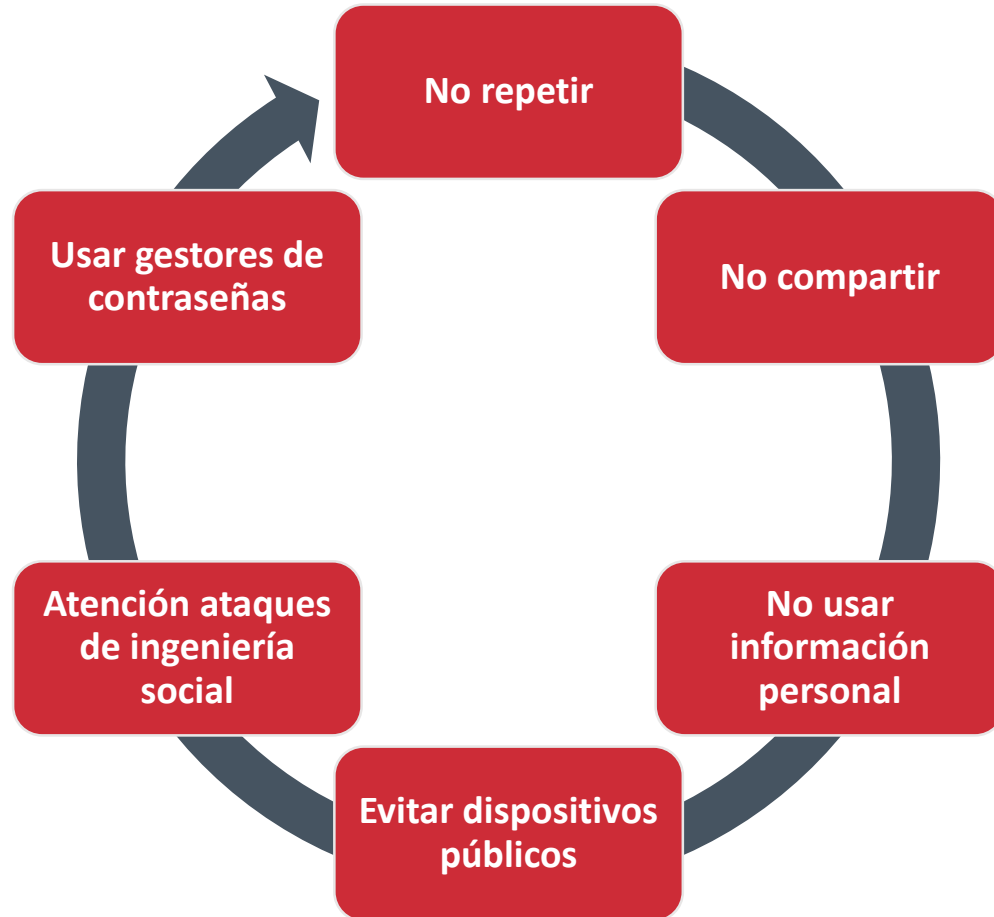 No repetir
No compartir
No usar
información
personal
Evitar dispositivos
públicos
Atención ataques
de ingeniería
social
Usar gestores de
contraseñas